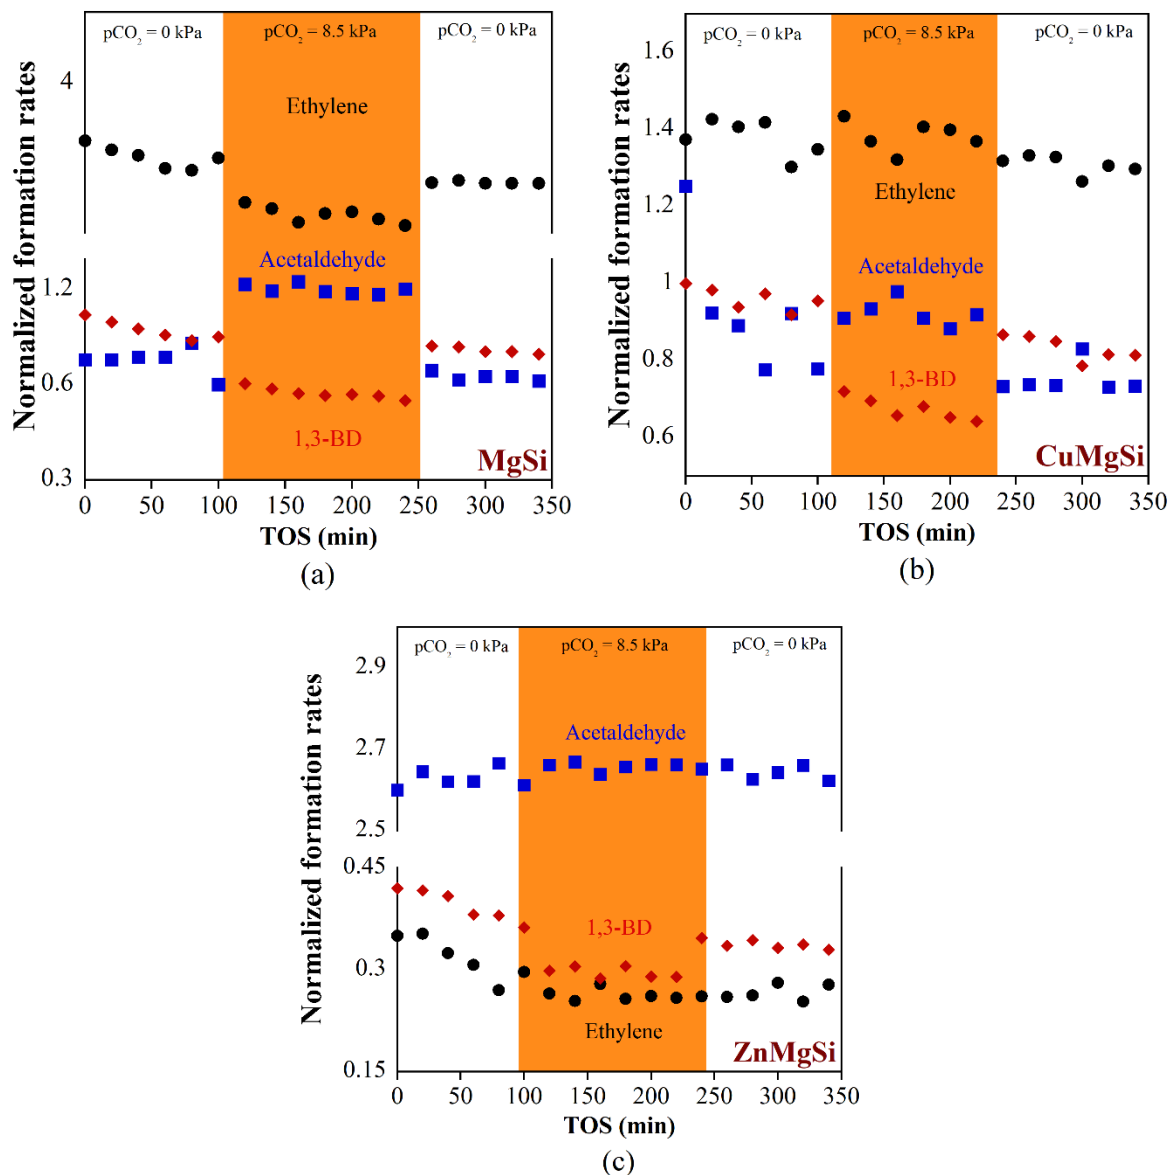 pCO₂ = 0 kPa pCO₂ = 8.5 kPa pCO₂ = 0 kPa
4
Ethylene
Acetaldehyde
1.2
0.6
1,3-BD
MgSi
0.3
0 50 100 150 200 250 300 350
TOS (min)
Normalized formation rates
(a)
pCO₂ = 0 kPa pCO₂ = 8.5 kPa pCO₂ = 0 kPa
1.6
1.4
Ethylene
1.2
Acetaldehyde
1
0.8
1,3-BD
0.6
CuMgSi
0 50 100 150 200 250 300 350
TOS (min)
Normalized formation rates
(b)
pCO₂ = 0 kPa pCO₂ = 8.5 kPa pCO₂ = 0 kPa
2.9
Acetaldehyde
2.7
2.5
0.45
1,3-BD
0.3
Ethylene
ZnMgSi
0.15
0 50 100 150 200 250 300 350
TOS (min)
Normalized formation rates
(c)